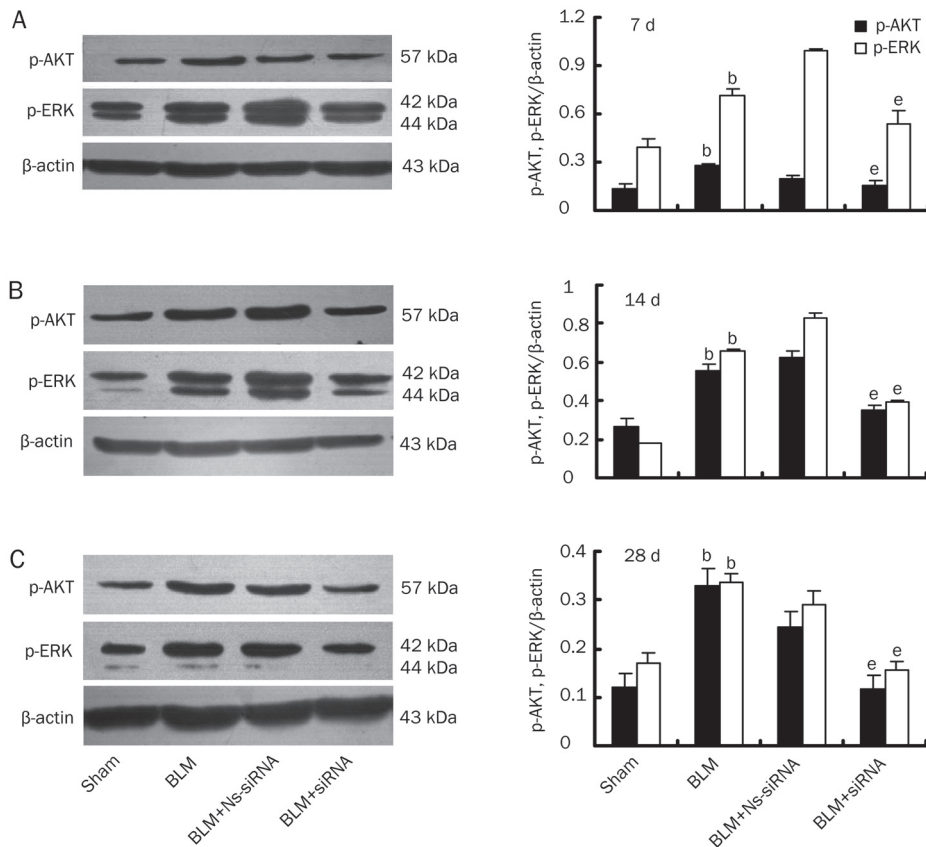 A
p-AKT
57 kDa
p-ERK
42 kDa
44 kDa
β-actin
43 kDa
p-AKT, p-ERK/β-actin
1.2
0.9
0.6
0.3
0
7 d
p-AKT
p-ERK
b
b
e
e
B
p-AKT
57 kDa
p-ERK
42 kDa
44 kDa
β-actin
43 kDa
p-AKT, p-ERK/β-actin
1
0.8
0.6
0.4
0.2
0
14 d
b b
e e
C
p-AKT
57 kDa
p-ERK
42 kDa
44 kDa
β-actin
43 kDa
Sham
BLM
BLM+Ns-siRNA
BLM+siRNA
p-AKT, p-ERK/β-actin
0.4
0.3
0.2
0.1
0
28 d
b b
e e
Sham
BLM
BLM+Ns-siRNA
BLM+siRNA